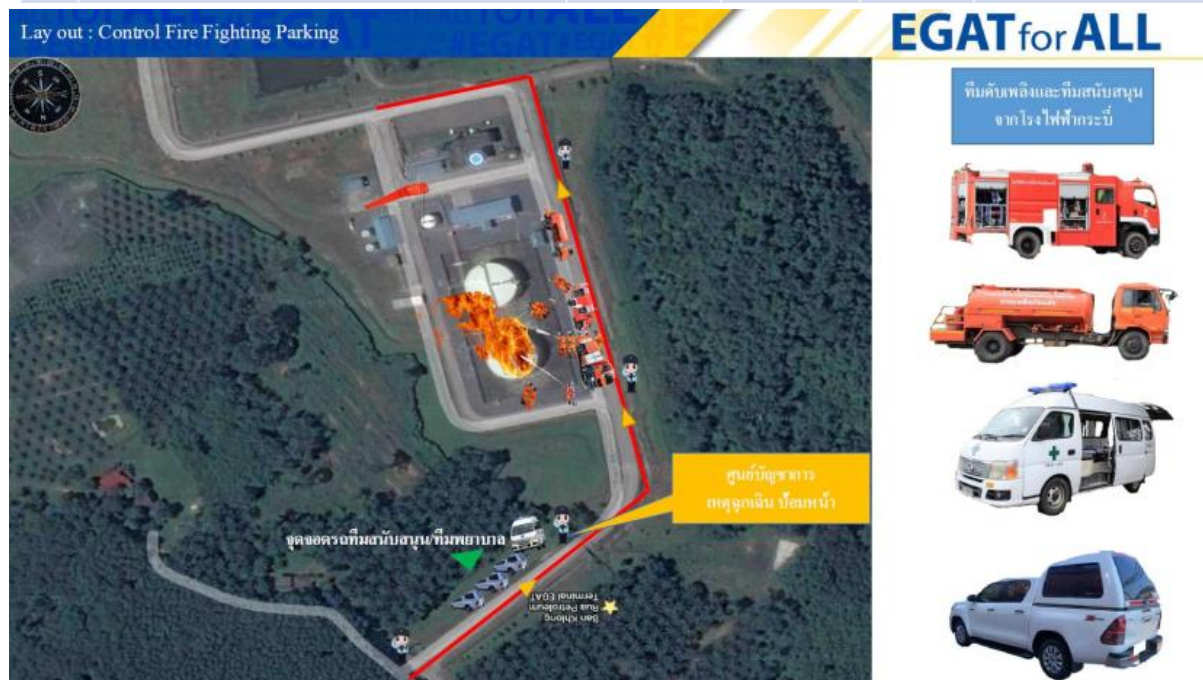 Lay out : Control Fire Fighting Parking
EGAT for ALL
ทีมดับเพลิงและทีมสนับสนุน
จากโรงไฟฟ้ากระบี่
ศูนย์บัญชาการ
เหตุฉุกเฉิน ป้อมหน้า
จุดจอดรถทีมสนับสนุน/ทีมพยาบาล
Ban Khlong
Rua Petroleum
Terminal EGAT